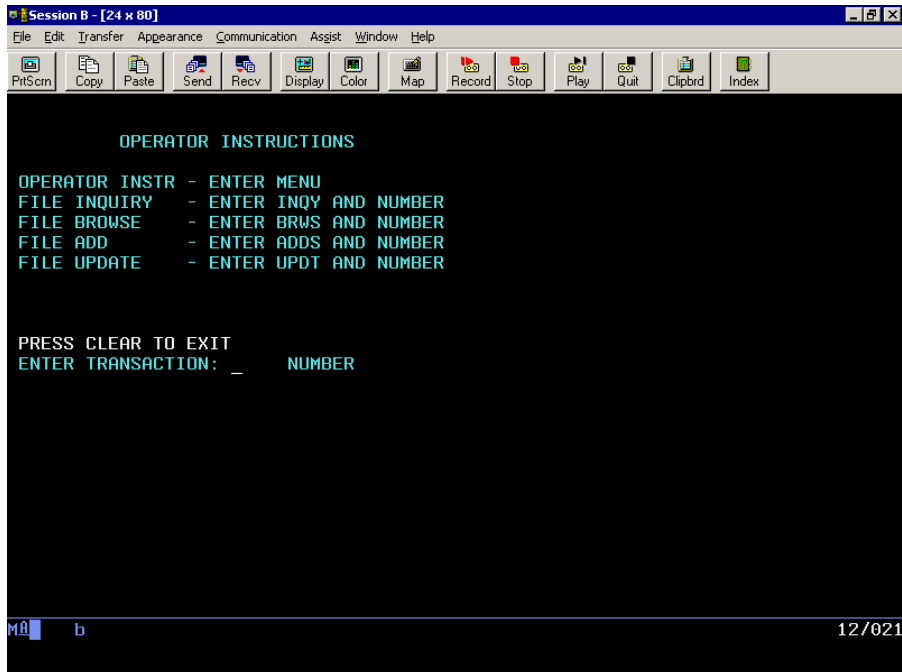 Session B - [24 x 80]
File Edit Transfer Appearance Communication Assist Window Help
PrtScrn Copy Paste Send Recv Display Color Map Record Stop Play Quit Clipbrd Index
OPERATOR INSTRUCTIONS
OPERATOR INSTR - ENTER MENU
FILE INQUIRY - ENTER INQY AND NUMBER
FILE BROWSE - ENTER BRWS AND NUMBER
FILE ADD - ENTER ADDS AND NUMBER
FILE UPDATE - ENTER UPDT AND NUMBER
PRESS CLEAR TO EXIT
ENTER TRANSACTION: _ NUMBER
MA b 12/021